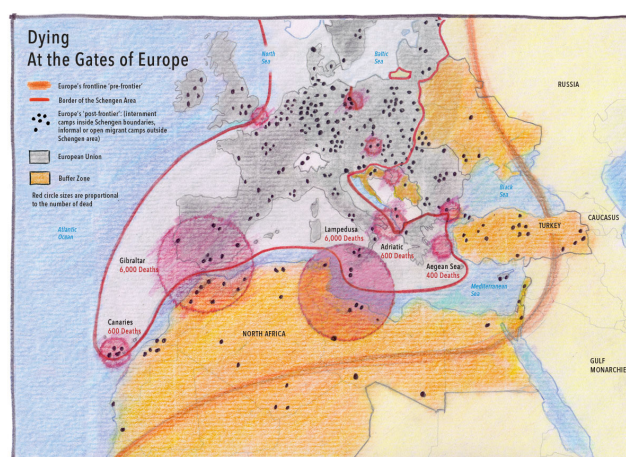 Dying
At the Gates of Europe
Europe's frontline 'pre-frontier'
Border of the Schengen Area
Europe's 'post-frontier': (internment
camps inside Schengen boundaries,
informal or open migrant camps outside
Schengen area)
European Union
Buffer Zone
Red circle sizes are proportional
to the number of dead
North
Sea
Baltic
Sea
RUSSIA
Atlantic
Ocean
Black
Sea
CAUCASUS
TURKEY
Gibraltar
6,000 Deaths
Lampedusa
6,000 Deaths
Adriatic
600 Deaths
Aegean Sea
400 Deaths
Mediterranean
Sea
Canaries
600 Deaths
NORTH AFRICA
GULF
MONARCHIE